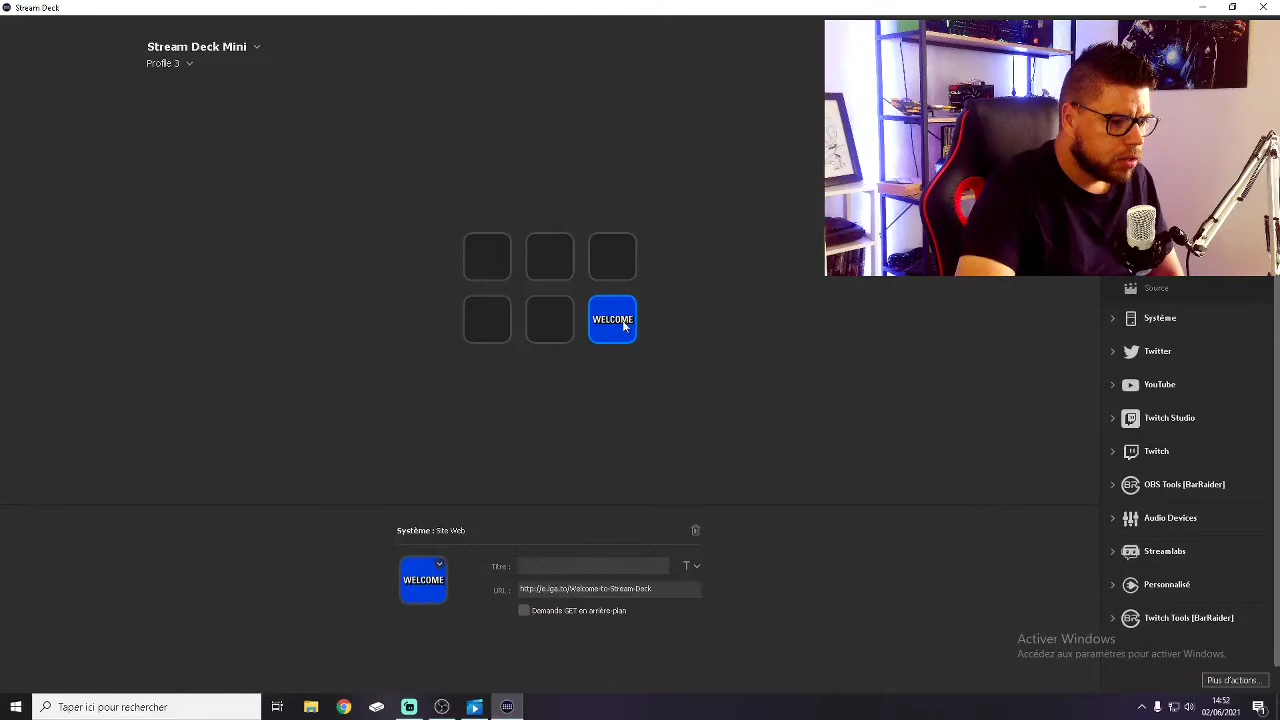 Stream Deck
Stream Deck Mini
Profile 3
WELCOME
Source
Système
Twitter
YouTube
Twitch Studio
Twitch
OBS Tools [BarRaider]
Audio Devices
Streamlabs
Personnalisé
Twitch Tools [BarRaider]
Système : Site Web
WELCOME
Titre :
T
URL :
http://e.lga.to/Welcome-to-Stream-Deck
Demande GET en arrière-plan
Activer Windows
Accédez aux paramètres pour activer Windows.
Plus d'actions...
Taper ici pour rechercher
14:52
02/06/2021